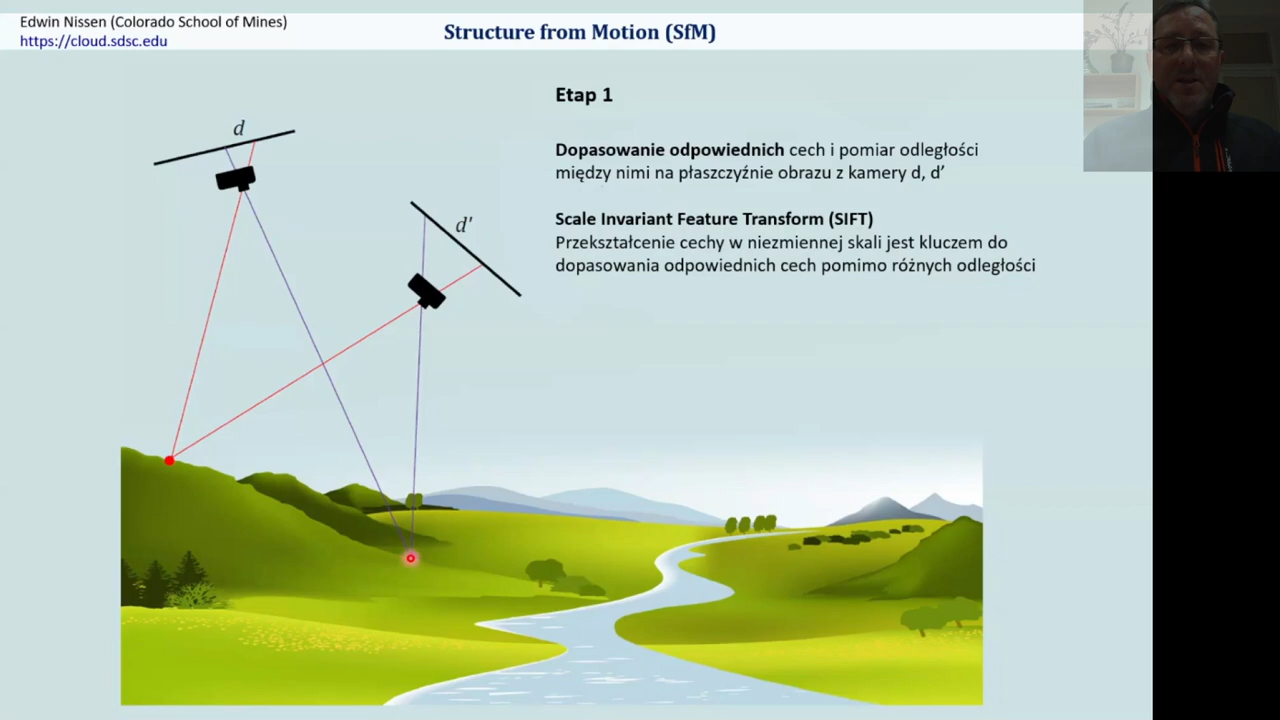 Edwin Nissen (Colorado School of Mines)
https://cloud.sdsc.edu
Structure from Motion (SfM)
Etap 1
Dopasowanie odpowiednich cech i pomiar odległości
między nimi na płaszczyźnie obrazu z kamery d, d’
Scale Invariant Feature Transform (SIFT)
Przekształcenie cechy w niezmiennej skali jest kluczem do
dopasowania odpowiednich cech pomimo różnych odległości
d
d'